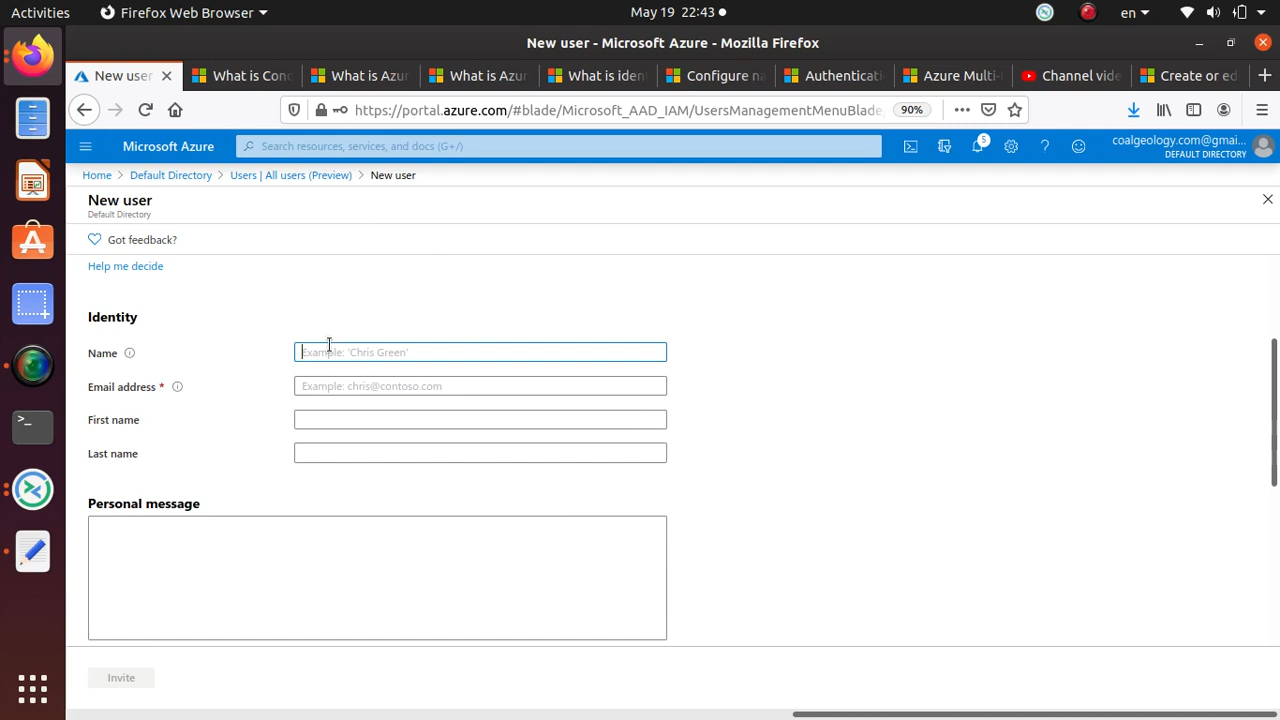 Activities
Firefox Web Browser
May 19 22:43
en
New user - Microsoft Azure - Mozilla Firefox
New user
What is Con
What is Azur
What is Azu
What is iden
Configure na
Authenticati
Azure Multi-
Channel vide
Create or ed
https://portal.azure.com/#blade/Microsoft_AAD_IAM/UsersManagementMenuBlade
90%
Microsoft Azure
Search resources, services, and docs (G+/)
5
coalgeology.com@gmai...
DEFAULT DIRECTORY
Home > Default Directory > Users | All users (Preview) > New user
New user
Default Directory
Got feedback?
Help me decide
Identity
Name
Example: 'Chris Green'
Email address *
Example: chris@contoso.com
First name
Last name
Personal message
Invite